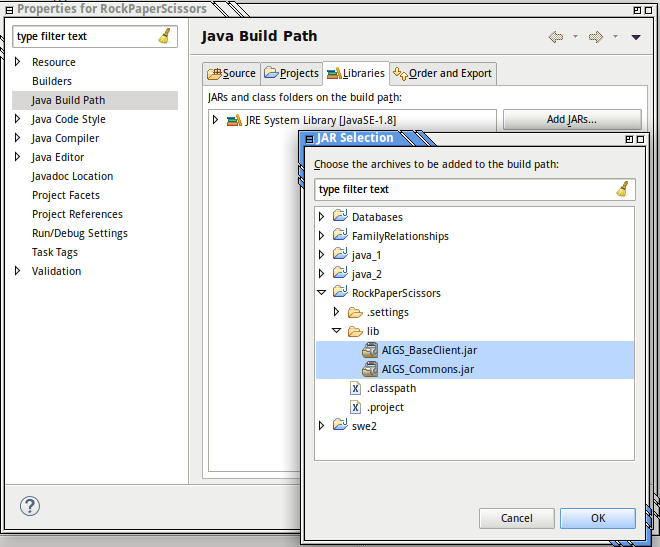 Properties for RockPaperScissors
type filter text
Resource
Builders
Java Build Path
Java Code Style
Java Compiler
Java Editor
Javadoc Location
Project Facets
Project References
Run/Debug Settings
Task Tags
Validation
Java Build Path
Source Projects Libraries Order and Export
JARs and class folders on the build path:
JRE System Library [JavaSE-1.8]
Add JARs...
JAR Selection
Choose the archives to be added to the build path:
type filter text
Databases
FamilyRelationships
java_1
java_2
RockPaperScissors
.settings
lib
AIGS_BaseClient.jar
AIGS_Commons.jar
.classpath
.project
swe2
Cancel OK